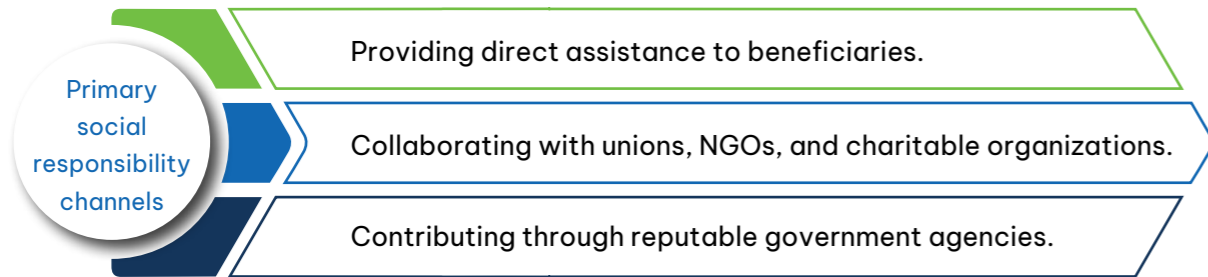 Primary
social
responsibility
channels
Providing direct assistance to beneficiaries.
Collaborating with unions, NGOs, and charitable organizations.
Contributing through reputable government agencies.